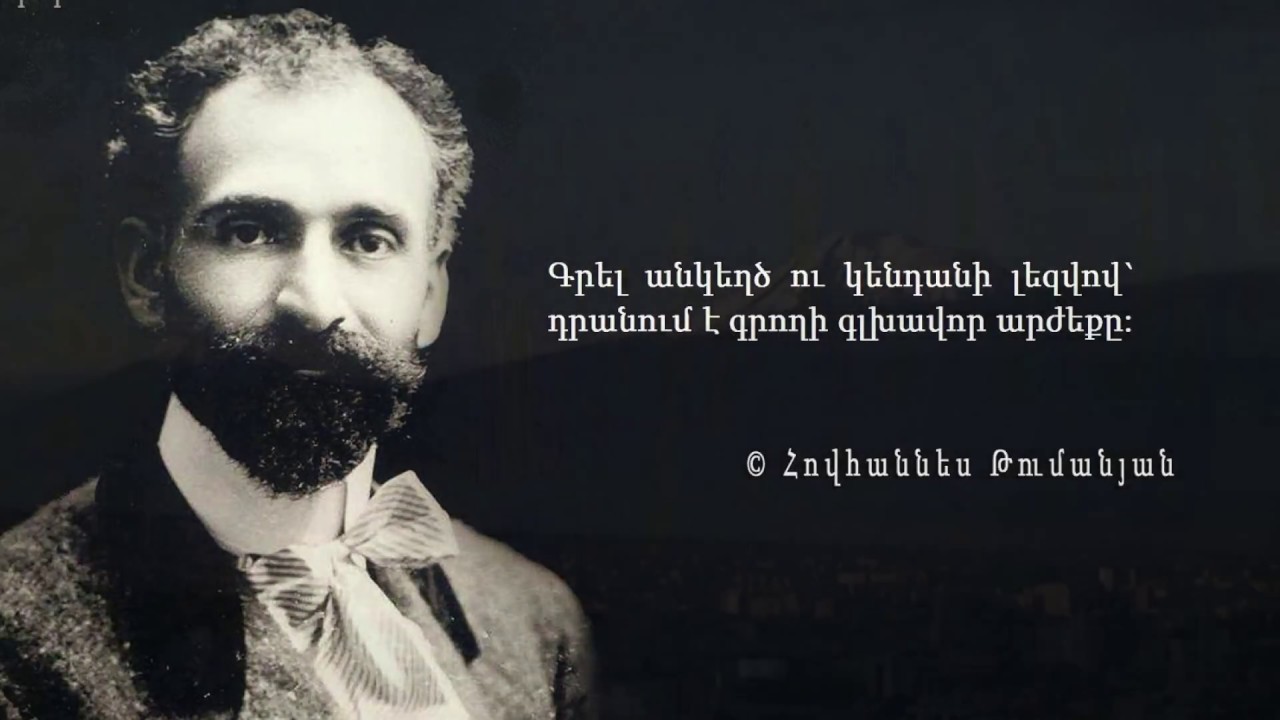 Գրել անկեղծ ու կենդանի լեզվով՝
դրանում է գրողի գլխավոր արժեքը։
© Հովհաննես Թումանյան